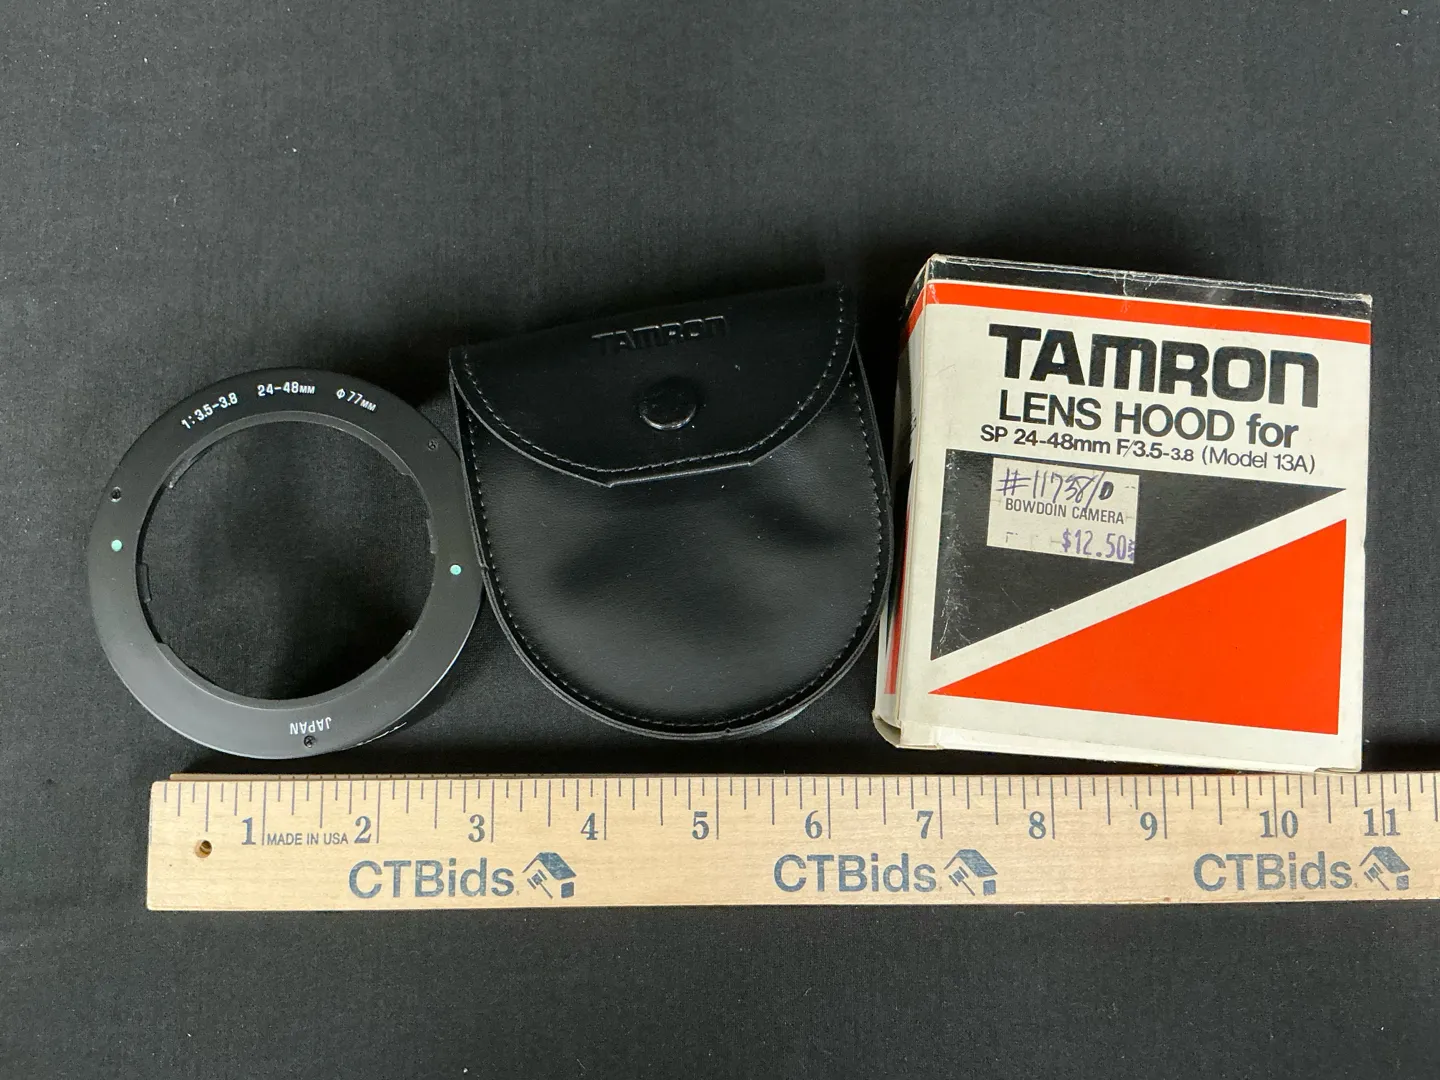 1:3.5-3.8 24-48MM Φ77MM
JAPAN
TAMRON
TAMRON
LENS HOOD for
SP 24-48mm F/3.5-3.8 (Model 13A)
#11738/D
BOWDOIN CAMERA
$12.50
1 MADE IN USA 2 3 4 5 6 7 8 9 10 11
CTBids. CTBids. CTBids.